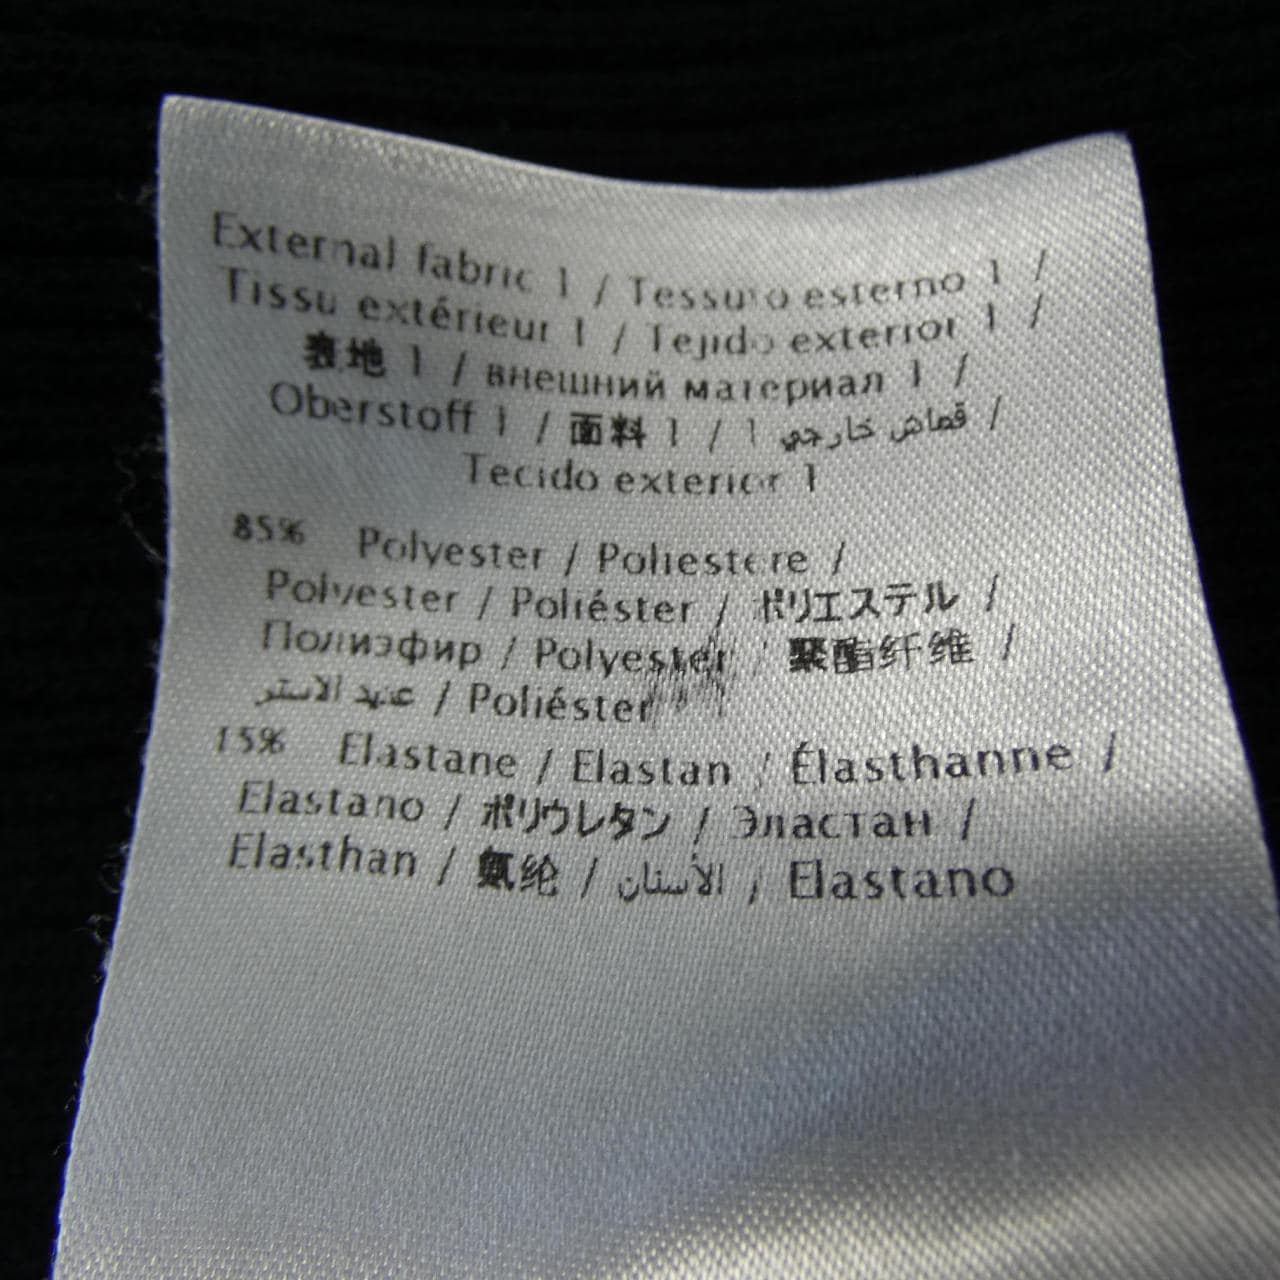 External fabric 1 / Tessuto esterno 1 /
Tissu extérieur 1 / Tejido exterior 1 /
表地 1 / внешний материал 1 /
Oberstoff 1 / 面料 1 / قماش خارجي 1 /
Tecido exterior 1
85% Polyester / Poliestere /
Polyester / Poliéster / ポリエステル /
Полиэфир / Polyester / 聚酯纤维 /
عديد الاستر / Poliéster
15% Elastane / Elastan / Élasthanne /
Elastano / ポリウレタン / Эластан /
Elasthan / 氨纶 / الأستان / Elastano